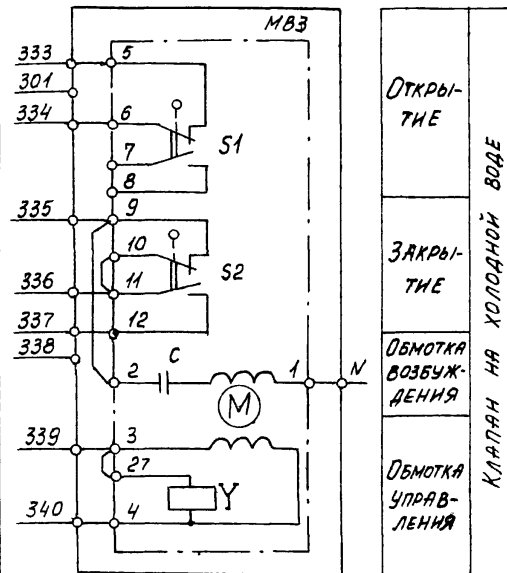 МВ3
333
5
301
334
6
7
S1
8
335
9
10
336
11
S2
337
12
338
2
C
1
N
M
339
3
27
Y
340
4
ОТКРЫ-
ТИЕ
ЗАКРЫ-
ТИЕ
ОБМОТКА
ВОЗБУЖ-
ДЕНИЯ
ОБМОТКА
УПРАВ-
ЛЕНИЯ
КЛАПАН НА ХОЛОДНОЙ ВОДЕ